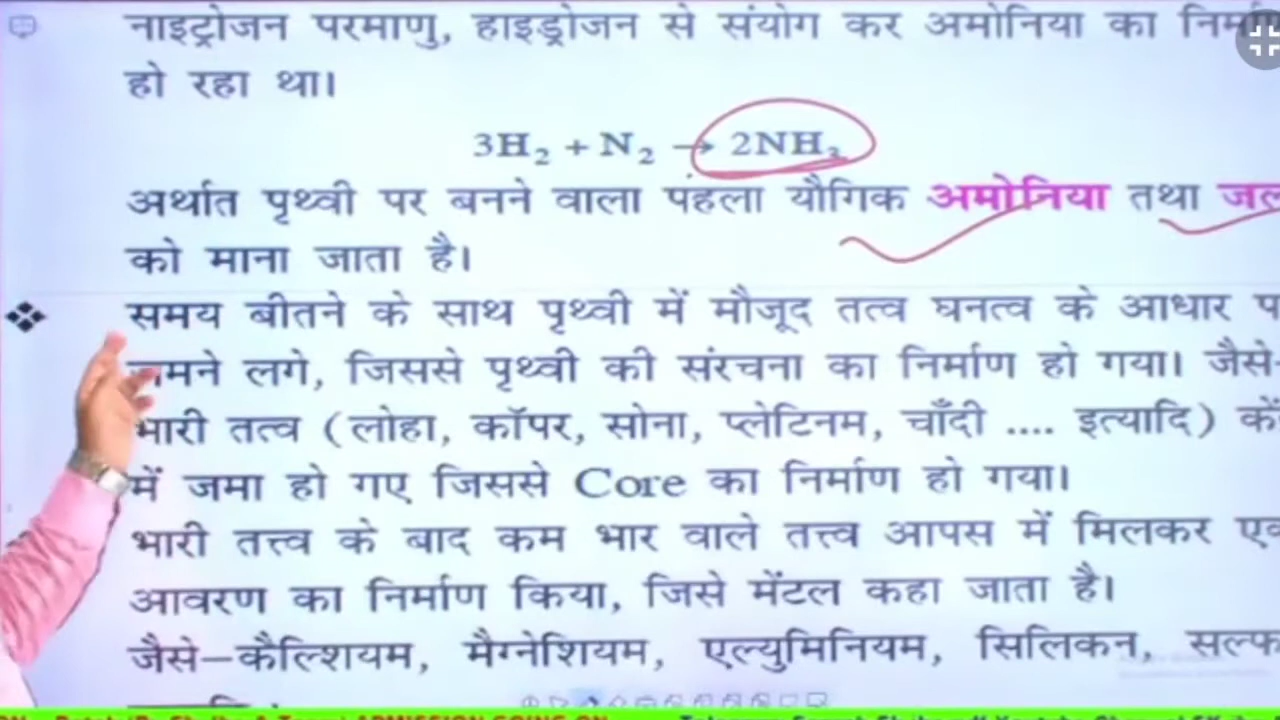 नाइट्रोजन परमाणु, हाइड्रोजन से संयोग कर अमोनिया का
हो रहा था।
3H₂ + N₂ → 2NH₃
अर्थात पृथ्वी पर बनने वाला पहला यौगिक अमोनिया तथा जल
को माना जाता है।
समय बीतने के साथ पृथ्वी में मौजूद तत्व घनत्व के आधार
लगे, जिससे पृथ्वी की संरचना का निर्माण हो गया। जैसे-
भारी तत्व (लोहा, कॉपर, सोना, प्लेटिनम, चाँदी .... इत्यादि)
में जमा हो गए जिससे Core का निर्माण हो गया।
भारी तत्त्व के बाद कम भार वाले तत्त्व आपस में मिलकर
आवरण का निर्माण किया, जिसे मेंटल कहा जाता है।
जैसे–कैल्शियम, मैग्नेशियम, एल्युमिनियम, सिलिकन,